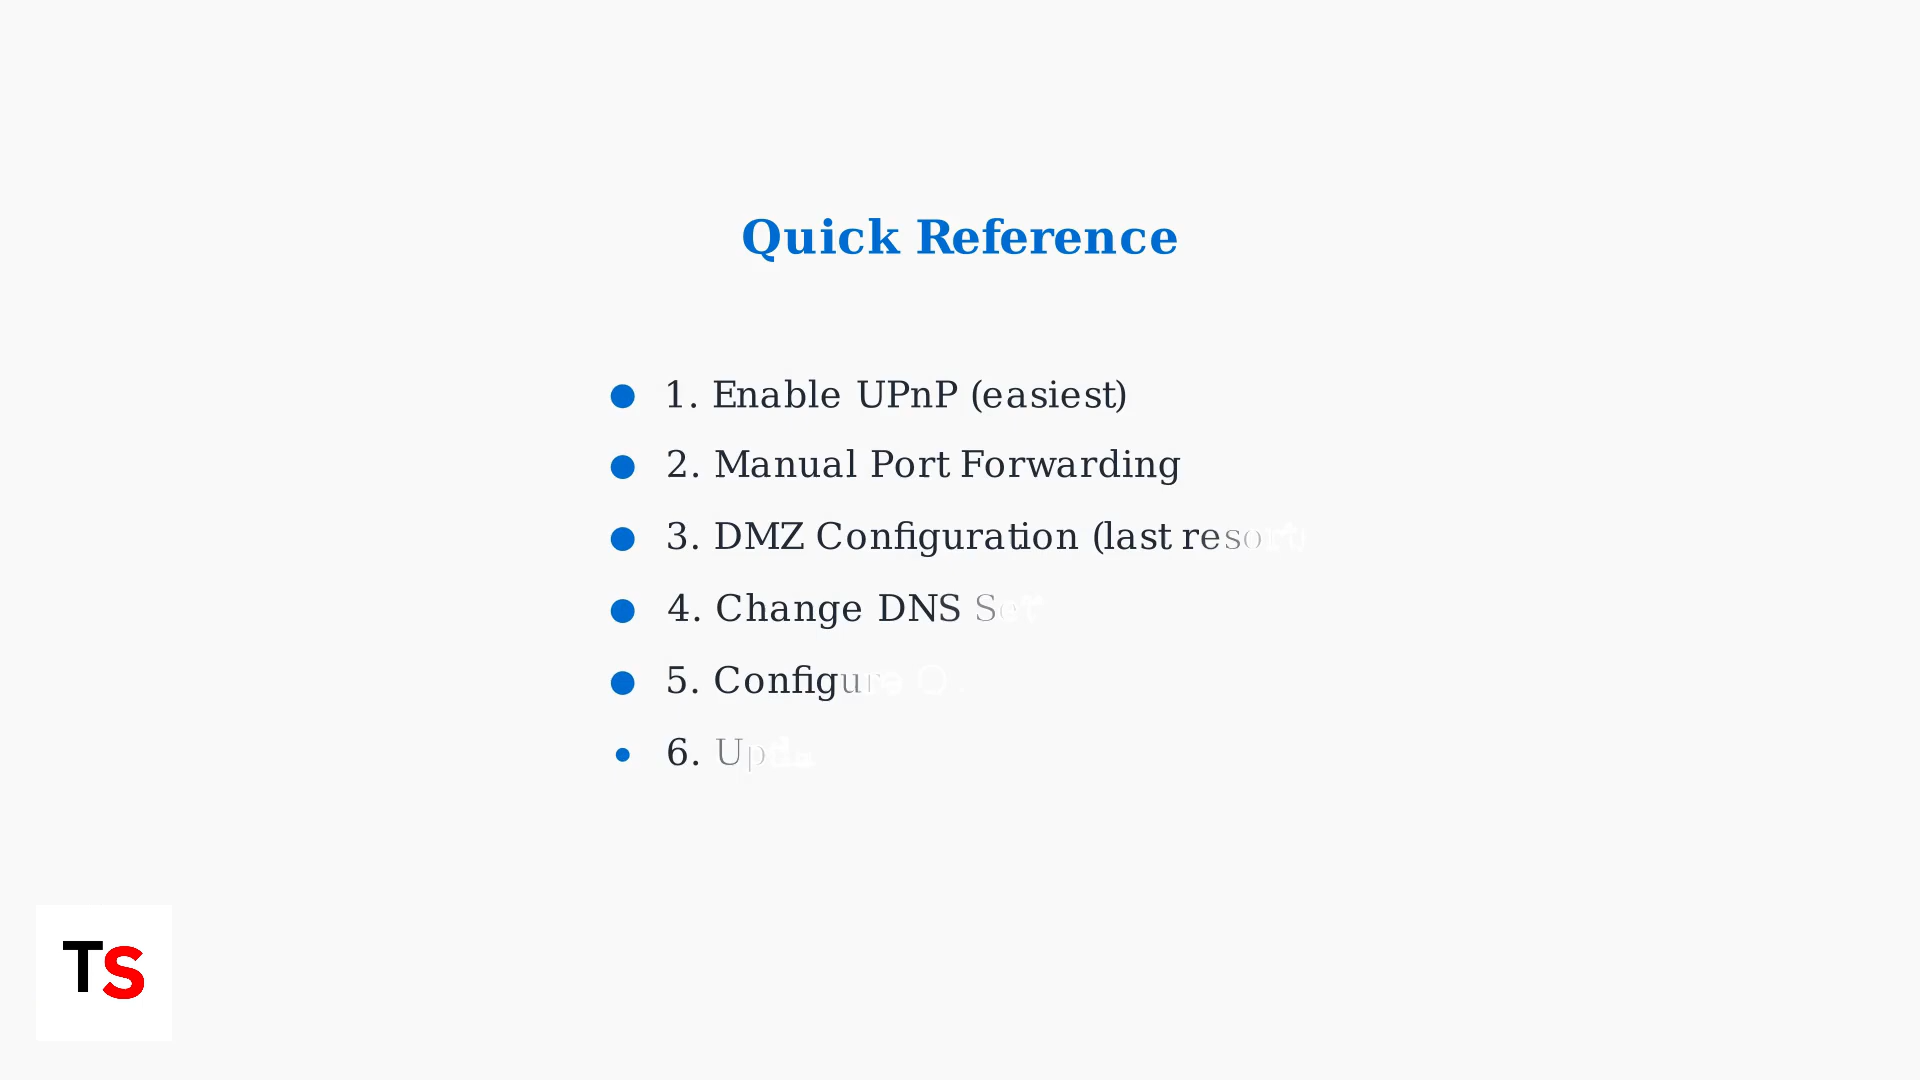 Quick Reference
1. Enable UPnP (easiest)
2. Manual Port Forwarding
3. DMZ Configuration (last resort)
4. Change DNS
5. Configure
6.
TS